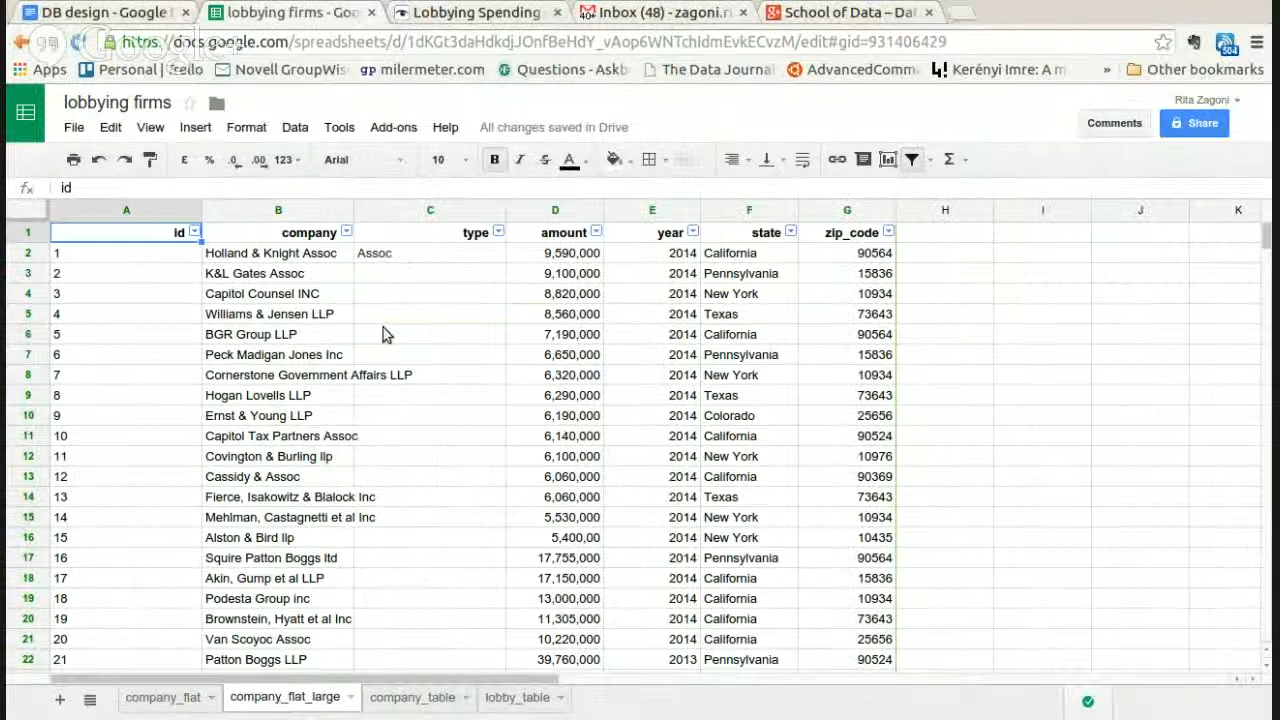 DB design - Google
lobbying firms - Goo
Lobbying Spending
Inbox (48) - zagoni.r
School of Data – Da
https://docs.google.com/spreadsheets/d/1dKGt3daHdkdjJOnfBeHdY_vAop6WNTchIdmEvkECvzM/edit#gid=931406429
504
Apps
Personal | Trello
Novell GroupWis
gp milermeter.com
Questions - Askb
The Data Journal
AdvancedComm
Kerényi Imre: A m
»
Other bookmarks
lobbying firms
Rita Zagoni
File Edit View Insert Format Data Tools Add-ons Help All changes saved in Drive
Comments
Share
£ % .0 .00 123 Arial 10 B I S A Σ
fx id
A B C D E F G H I J K
1 id company type amount year state zip_code
2 1 Holland & Knight Assoc Assoc 9,590,000 2014 California 90564
3 2 K&L Gates Assoc 9,100,000 2014 Pennsylvania 15836
4 3 Capitol Counsel INC 8,820,000 2014 New York 10934
5 4 Williams & Jensen LLP 8,560,000 2014 Texas 73643
6 5 BGR Group LLP 7,190,000 2014 California 90564
7 6 Peck Madigan Jones Inc 6,650,000 2014 Pennsylvania 15836
8 7 Cornerstone Government Affairs LLP 6,320,000 2014 New York 10934
9 8 Hogan Lovells LLP 6,290,000 2014 Texas 73643
10 9 Ernst & Young LLP 6,190,000 2014 Colorado 25656
11 10 Capitol Tax Partners Assoc 6,140,000 2014 California 90524
12 11 Covington & Burling llp 6,100,000 2014 New York 10976
13 12 Cassidy & Assoc 6,060,000 2014 California 90369
14 13 Fierce, Isakowitz & Blalock Inc 6,060,000 2014 Texas 73643
15 14 Mehlman, Castagnetti et al Inc 5,530,000 2014 New York 10934
16 15 Alston & Bird llp 5,400,00 2014 New York 10435
17 16 Squire Patton Boggs ltd 17,755,000 2014 Pennsylvania 90564
18 17 Akin, Gump et al LLP 17,150,000 2014 California 15836
19 18 Podesta Group inc 13,000,000 2014 California 10934
20 19 Brownstein, Hyatt et al Inc 11,305,000 2014 California 73643
21 20 Van Scoyoc Assoc 10,220,000 2014 California 25656
22 21 Patton Boggs LLP 39,760,000 2013 Pennsylvania 90524
company_flat company_flat_large company_table lobby_table